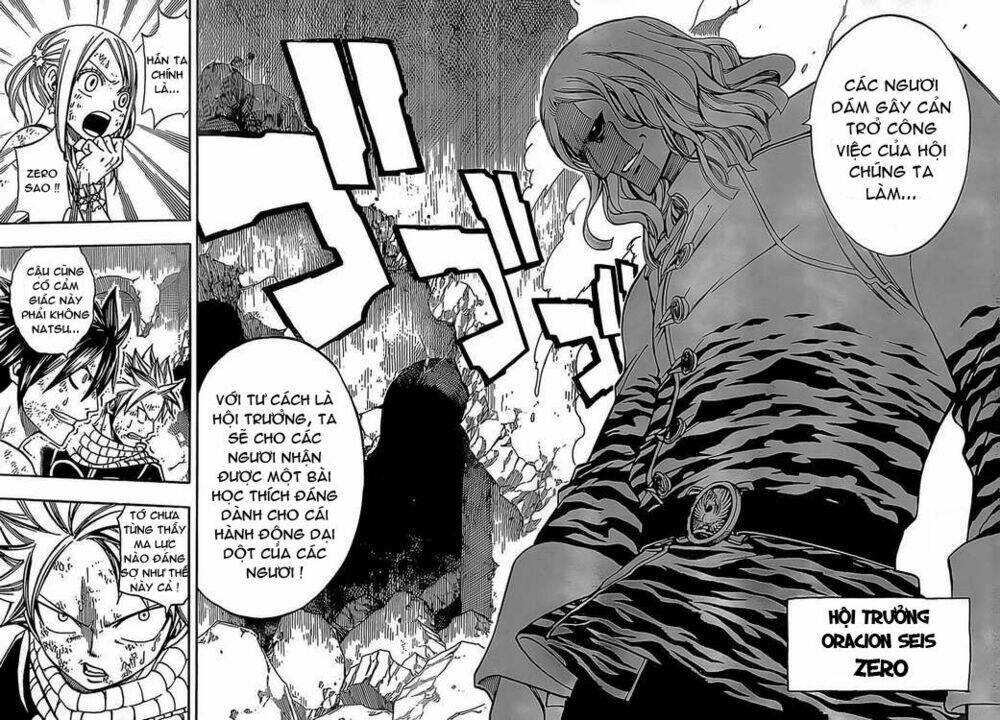 CÁC NGƯƠI
DÁM GÂY CẢN
TRỞ CÔNG
VIỆC CỦA HỘI
CHÚNG TA
LÀM...
ゴゴゴ
VỚI TƯ CÁCH LÀ
HỘI TRƯỞNG, TA
SẼ CHO CÁC
NGƯƠI NHẬN
ĐƯỢC MỘT BÀI
HỌC THÍCH ĐÁNG
DÀNH CHO CÁI
HÀNH ĐỘNG DẠI
DỘT CỦA CÁC
NGƯƠI !
HỘI TRƯỞNG
ORACION SEIS
ZERO
HẮN TA
CHÍNH
LÀ...
ZERO
SAO !!
CẬU CŨNG
CÓ CẢM
GIÁC NÀY
PHẢI KHÔNG
NATSU...
TỚ CHƯA
TỪNG THẤY
MA LỰC
NÀO ĐÁNG
SỢ NHƯ THẾ
NÀY CẢ !